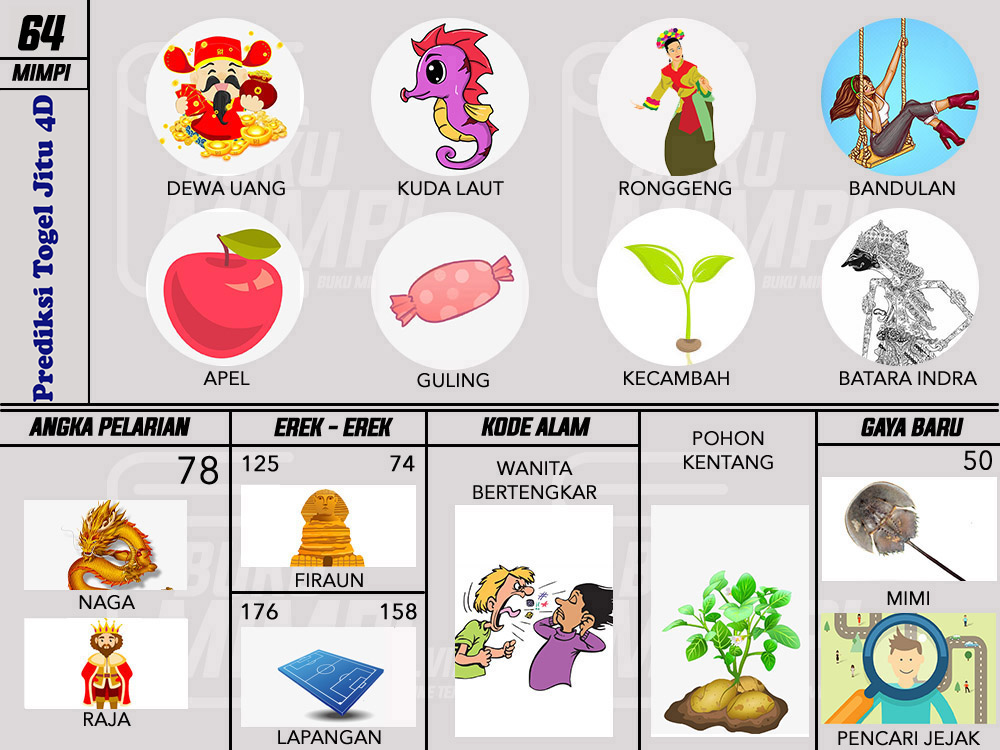 64
MIMPI
Prediksi Togel Jitu 4D
DEWA UANG
KUDA LAUT
RONGGENG
BANDULAN
APEL
GULING
KECAMBAH
BATARA INDRA
ANGKA PELARIAN
78
NAGA
RAJA
EREK - EREK
125 74
FIRAUN
176 158
LAPANGAN
KODE ALAM
WANITA
BERTENGKAR
POHON
KENTANG
GAYA BARU
50
MIMI
PENCARI JEJAK
BUKU
MIMPI